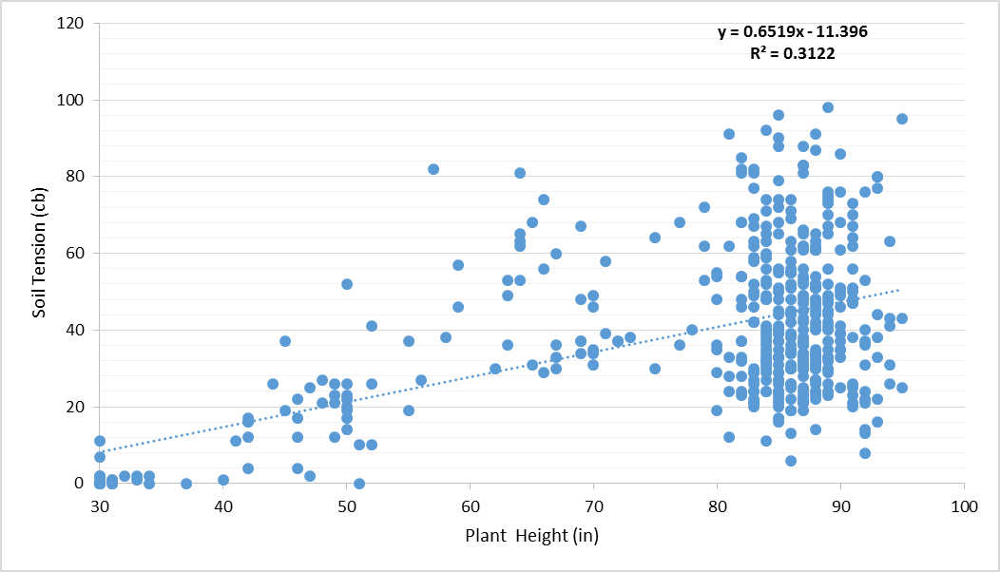 y = 0.6519x - 11.396
R² = 0.3122
120
100
80
60
40
20
0
Soil Tension (cb)
30 40 50 60 70 80 90 100
Plant Height (in)